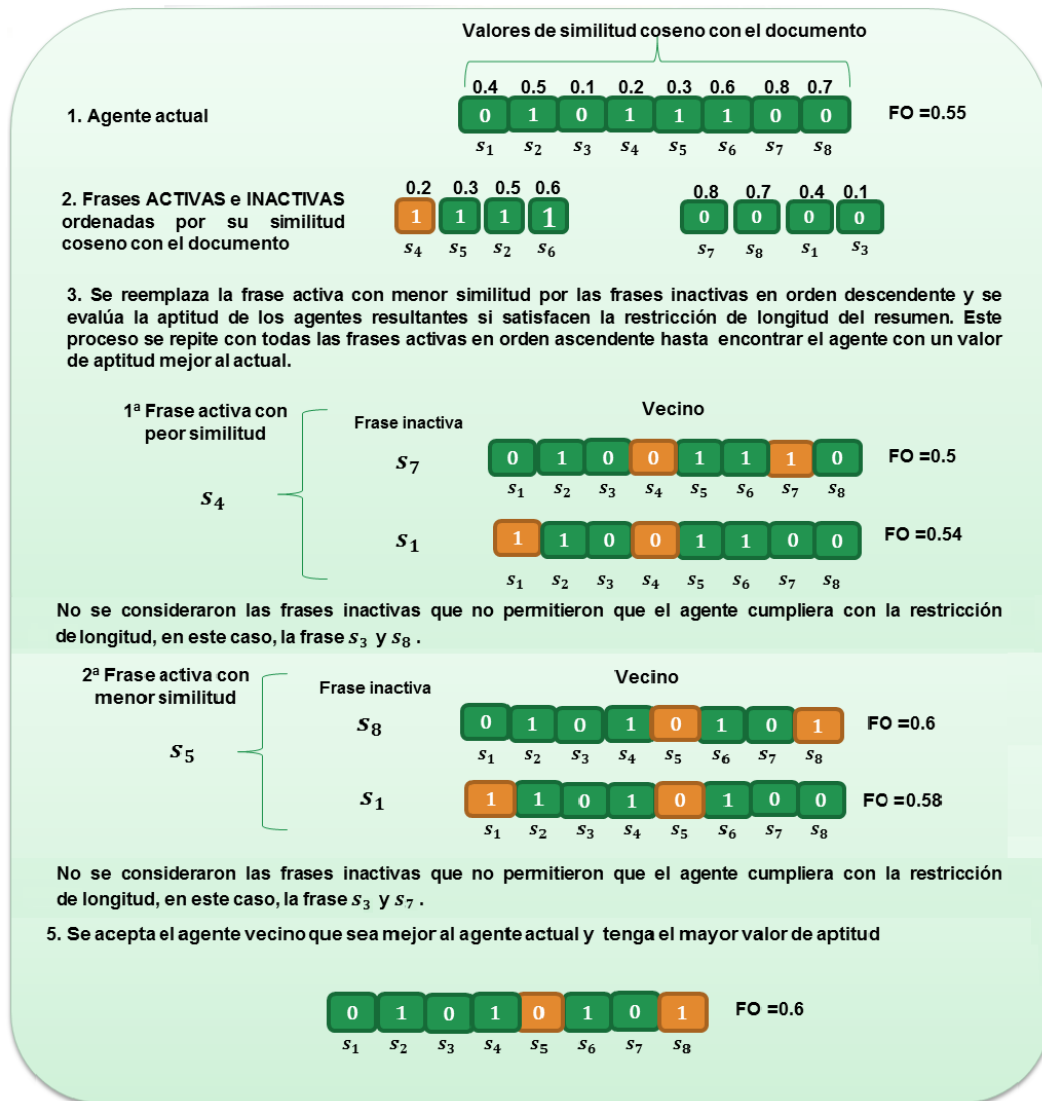 Valores de similitud coseno con el documento
0.4 0.5 0.1 0.2 0.3 0.6 0.8 0.7
1. Agente actual 0 1 0 1 1 1 0 0 FO =0.55
s1 s2 s3 s4 s5 s6 s7 s8
0.2 0.3 0.5 0.6 0.8 0.7 0.4 0.1
2. Frases ACTIVAS e INACTIVAS
ordenadas por su similitud
coseno con el documento
1 1 1 1 0 0 0 0
s4 s5 s2 s6 s7 s8 s1 s3
3. Se reemplaza la frase activa con menor similitud por las frases inactivas en orden descendente y se
evalúa la aptitud de los agentes resultantes si satisfacen la restricción de longitud del resumen. Este
proceso se repite con todas las frases activas en orden ascendente hasta encontrar el agente con un valor
de aptitud mejor al actual.
1ª Frase activa con
peor similitud
Frase inactiva
Vecino
s4
s7 0 1 0 0 1 1 1 0 FO =0.5
s1 s2 s3 s4 s5 s6 s7 s8
s1 1 1 0 0 1 1 0 0 FO =0.54
s1 s2 s3 s4 s5 s6 s7 s8
No se consideraron las frases inactivas que no permitieron que el agente cumpliera con la restricción
de longitud, en este caso, la frase s3 y s8 .
2ª Frase activa con
menor similitud
Frase inactiva
Vecino
s5
s8 0 1 0 1 0 1 0 1 FO =0.6
s1 s2 s3 s4 s5 s6 s7 s8
s1 1 1 0 1 0 1 0 0 FO =0.58
s1 s2 s3 s4 s5 s6 s7 s8
No se consideraron las frases inactivas que no permitieron que el agente cumpliera con la restricción
de longitud, en este caso, la frase s3 y s7 .
5. Se acepta el agente vecino que sea mejor al agente actual y tenga el mayor valor de aptitud
0 1 0 1 0 1 0 1 FO =0.6
s1 s2 s3 s4 s5 s6 s7 s8